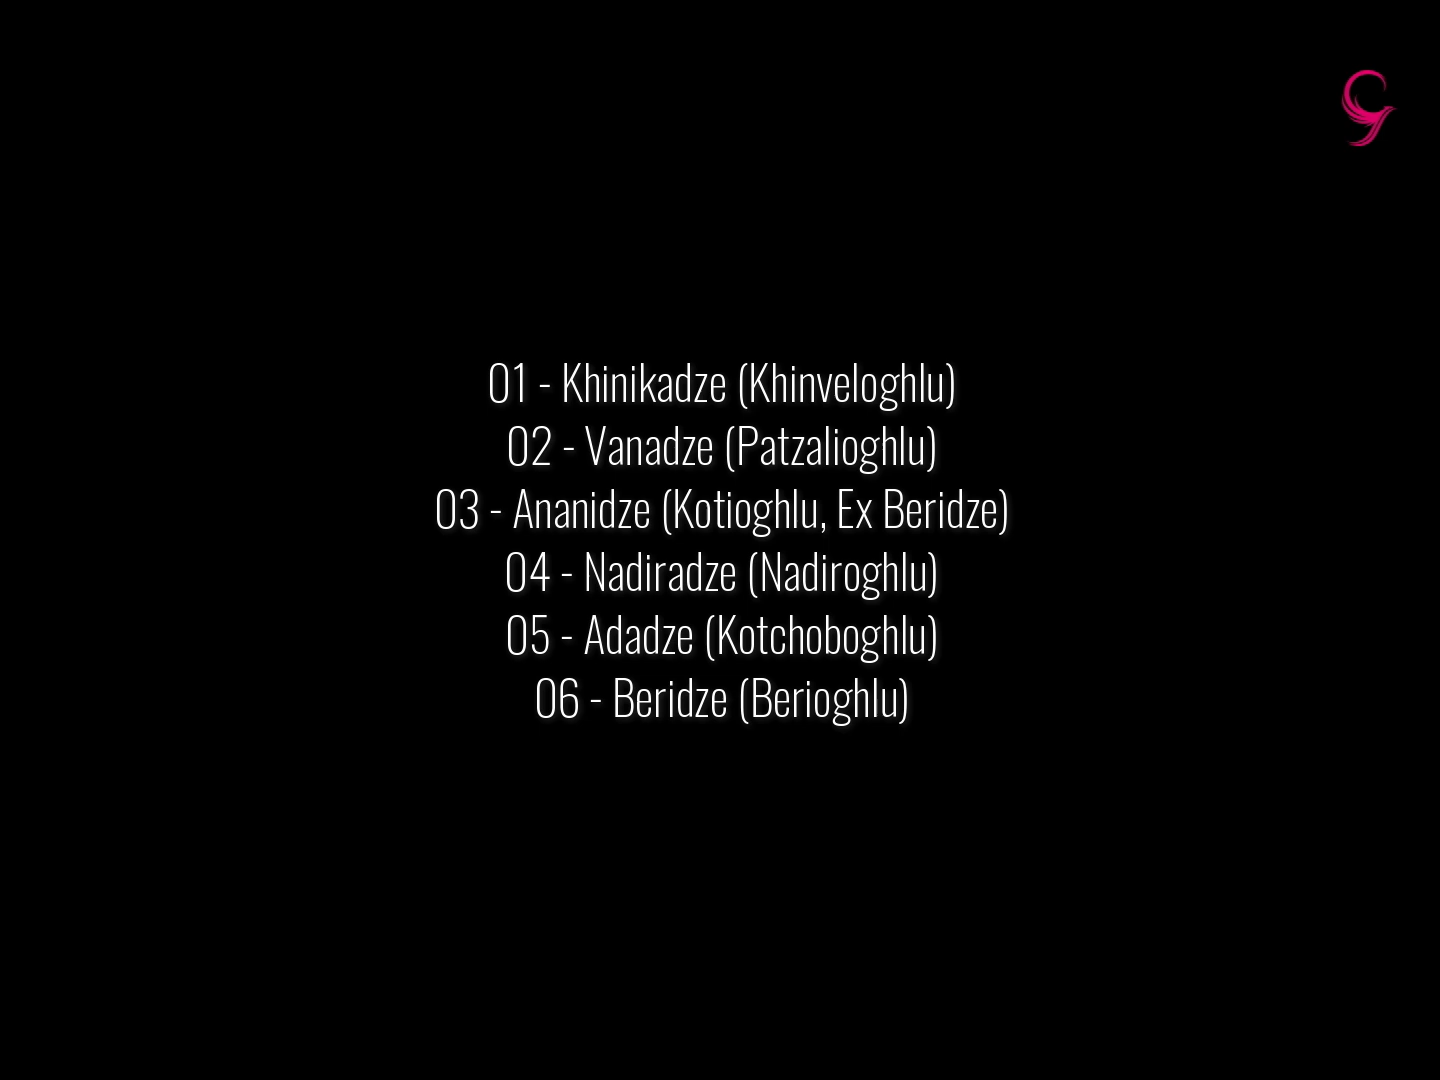 01 - Khinikadze (Khinveloghlu)
02 - Vanadze (Patzalioghlu)
03 - Ananidze (Kotioghlu, Ex Beridze)
04 - Nadiradze (Nadiroghlu)
05 - Adadze (Kotchoboghlu)
06 - Beridze (Berioghlu)